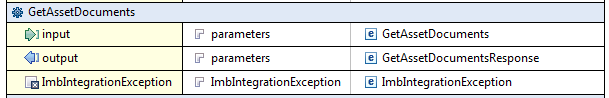 GetAssetDocuments
input parameters GetAssetDocuments
output parameters GetAssetDocumentsResponse
ImbIntegrationException ImbIntegrationException ImbIntegrationException